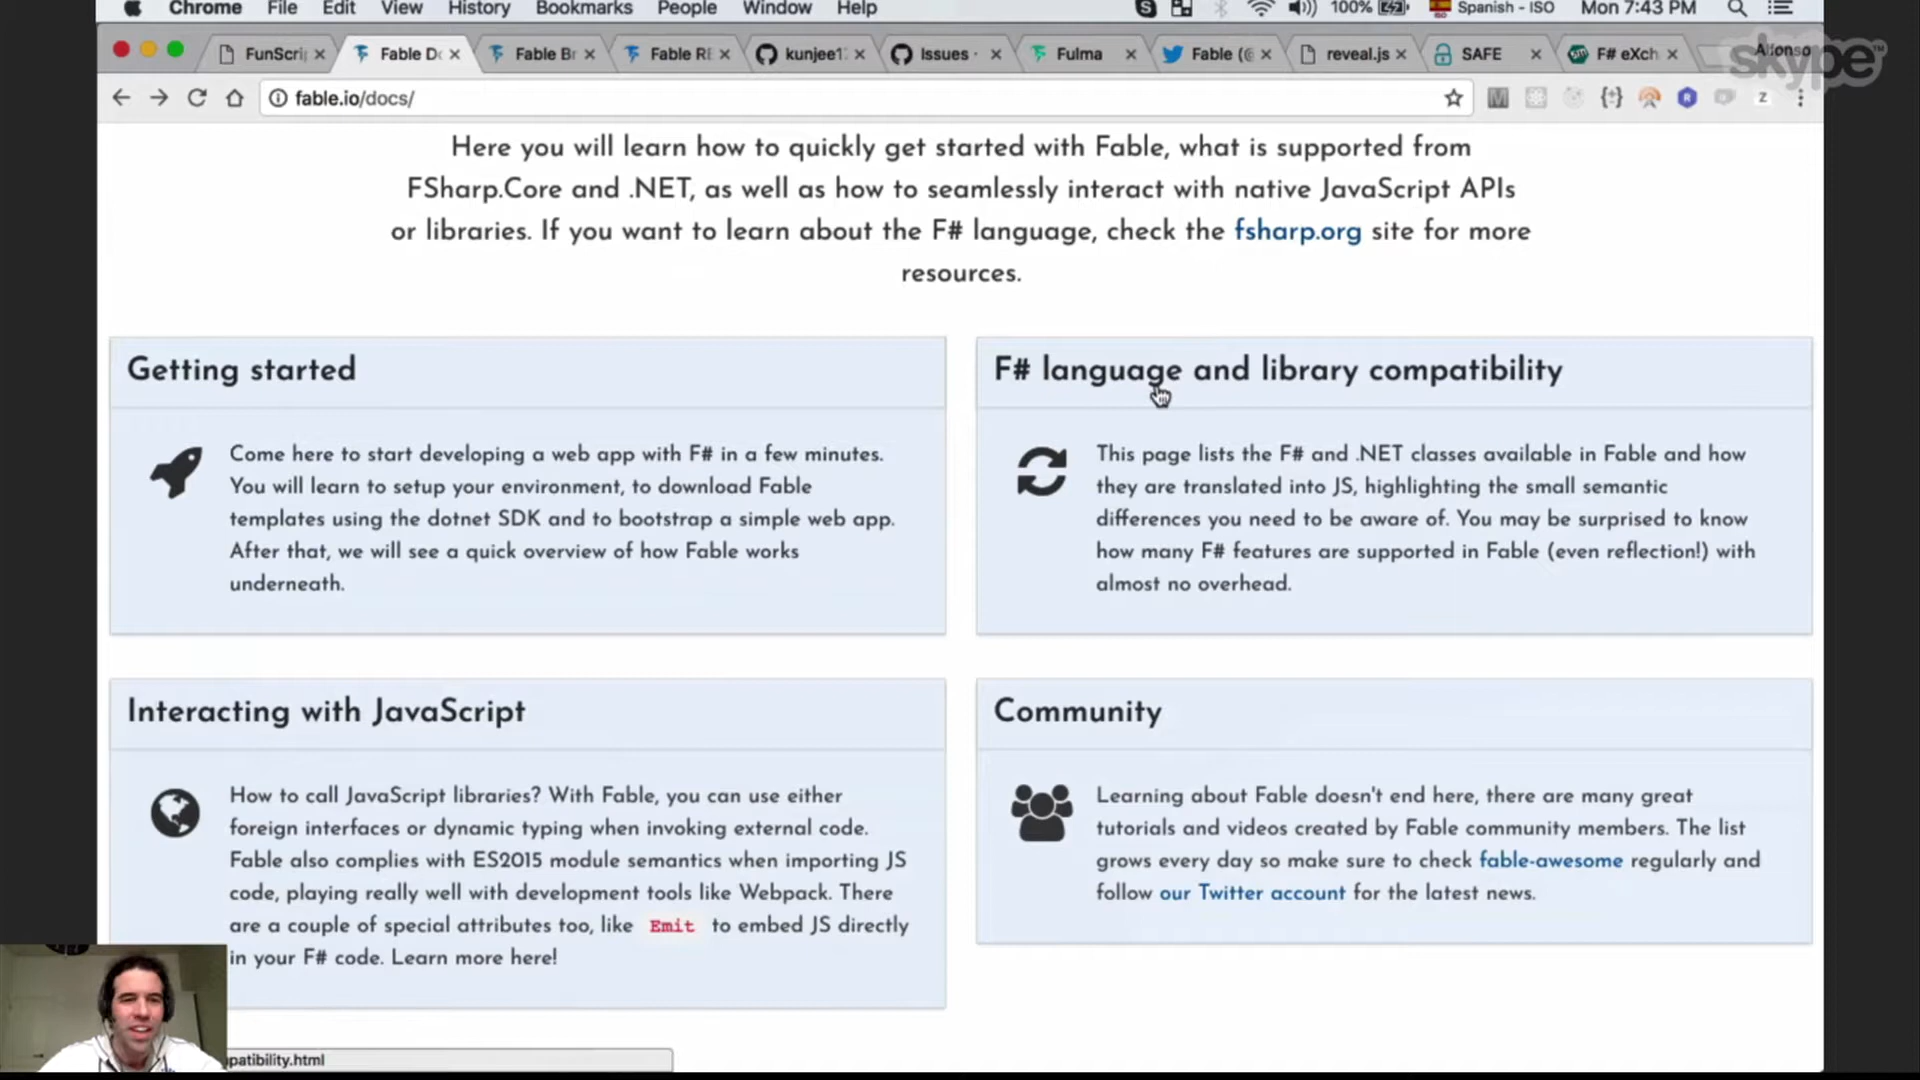 Chrome File Edit View History Bookmarks People Window Help 100% Spanish - ISO Mon 7:43 PM
FunScrip Fable Do Fable Br Fable RE kunjee1 Issues · Fulma Fable (@ reveal.js SAFE F# eXch Alfonso
skype™
fable.io/docs/
Here you will learn how to quickly get started with Fable, what is supported from
FSharp.Core and .NET, as well as how to seamlessly interact with native JavaScript APIs
or libraries. If you want to learn about the F# language, check the fsharp.org site for more
resources.
Getting started
Come here to start developing a web app with F# in a few minutes.
You will learn to setup your environment, to download Fable
templates using the dotnet SDK and to bootstrap a simple web app.
After that, we will see a quick overview of how Fable works
underneath.
F# language and library compatibility
This page lists the F# and .NET classes available in Fable and how
they are translated into JS, highlighting the small semantic
differences you need to be aware of. You may be surprised to know
how many F# features are supported in Fable (even reflection!) with
almost no overhead.
Interacting with JavaScript
How to call JavaScript libraries? With Fable, you can use either
foreign interfaces or dynamic typing when invoking external code.
Fable also complies with ES2015 module semantics when importing JS
code, playing really well with development tools like Webpack. There
are a couple of special attributes too, like Emit to embed JS directly
in your F# code. Learn more here!
Community
Learning about Fable doesn't end here, there are many great
tutorials and videos created by Fable community members. The list
grows every day so make sure to check fable-awesome regularly and
follow our Twitter account for the latest news.
patibility.html